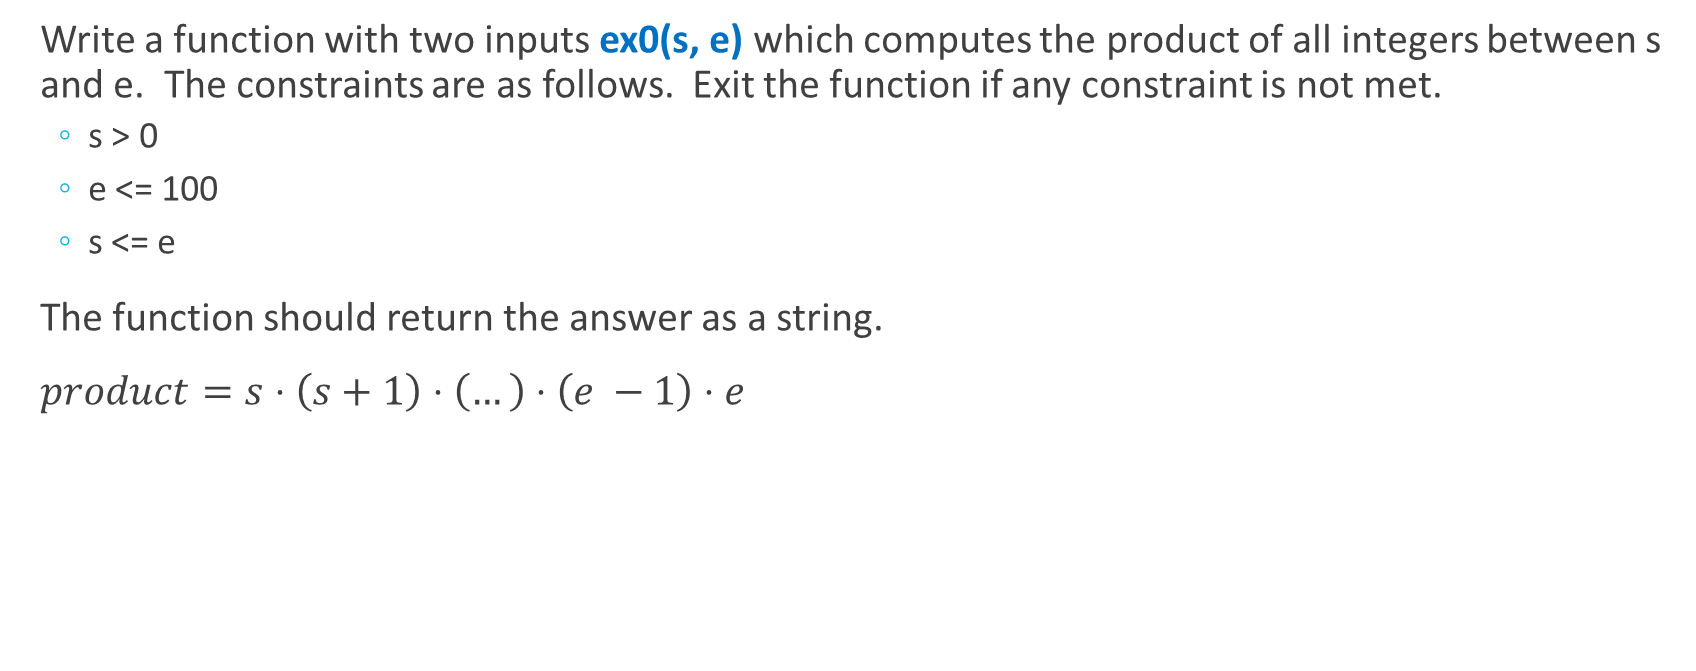 Write a function with two inputs ex0(s, e) which computes the product of all integers between s
and e.  The constraints are as follows.  Exit the function if any constraint is not met.
◦ s > 0
◦ e <= 100
◦ s <= e
The function should return the answer as a string.
product = s · (s + 1) · (…) · (e − 1) · e